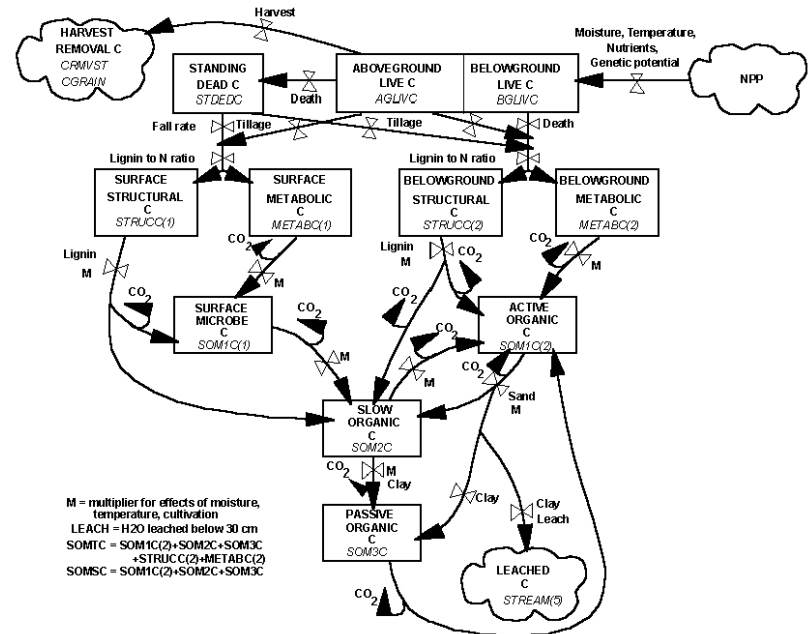 Harvest
HARVEST
REMOVAL C
CRMVST
CGRAIN
STANDING
DEAD C
STDEDC
Death
ABOVEGROUND
LIVE C
AGLIVC
BELOWGROUND
LIVE C
BGLIVC
Moisture, Temperature,
Nutrients,
Genetic potential
NPP
Fall rate
Tillage
Tillage
Death
Lignin to N ratio
Lignin to N ratio
SURFACE
STRUCTURAL
C
STRUCC(1)
SURFACE
METABOLIC
C
METABC(1)
BELOWGROUND
STRUCTURAL
C
STRUCC(2)
BELOWGROUND
METABOLIC
C
METABC(2)
Lignin
M
CO2
M
Lignin
M
CO2
CO2
M
CO2
SURFACE
MICROBE
C
SOM1C(1)
CO2
CO2
CO2
ACTIVE
ORGANIC
C
SOM1C(2)
M
M
CO2
Sand
M
SLOW
ORGANIC
C
SOM2C
CO2
M
Clay
Clay
Clay
Leach
PASSIVE
ORGANIC
C
SOM3C
CO2
LEACHED
C
STREAM(5)
M = multiplier for effects of moisture,
temperature, cultivation
LEACH = H2O leached below 30 cm
SOMTC = SOM1C(2)+SOM2C+SOM3C
+STRUCC(2)+METABC(2)
SOMSC = SOM1C(2)+SOM2C+SOM3C